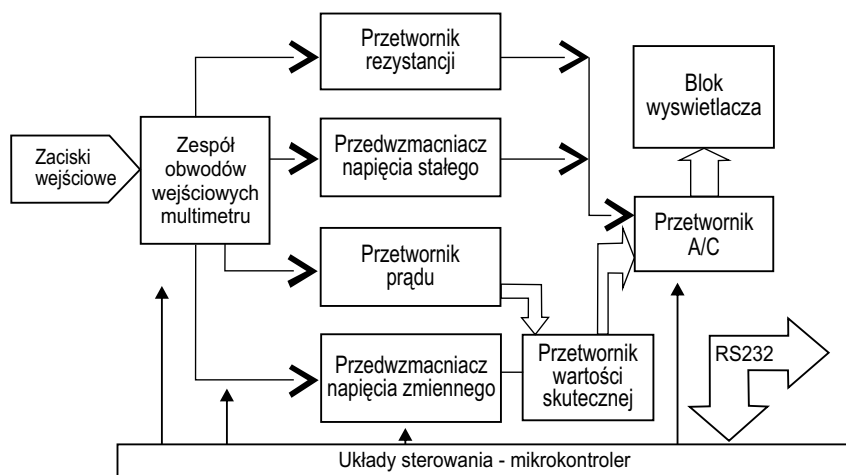 Przetwornik
rezystancji
Blok
wyswietlacza
Zaciski
wejściowe
Zespół
obwodów
wejściowych
multimetru
Przedwzmacniacz
napięcia stałego
Przetwornik
A/C
Przetwornik
prądu
Przedwzmacniacz
napięcia zmiennego
Przetwornik
wartości
skutecznej
RS232
Układy sterowania - mikrokontroler